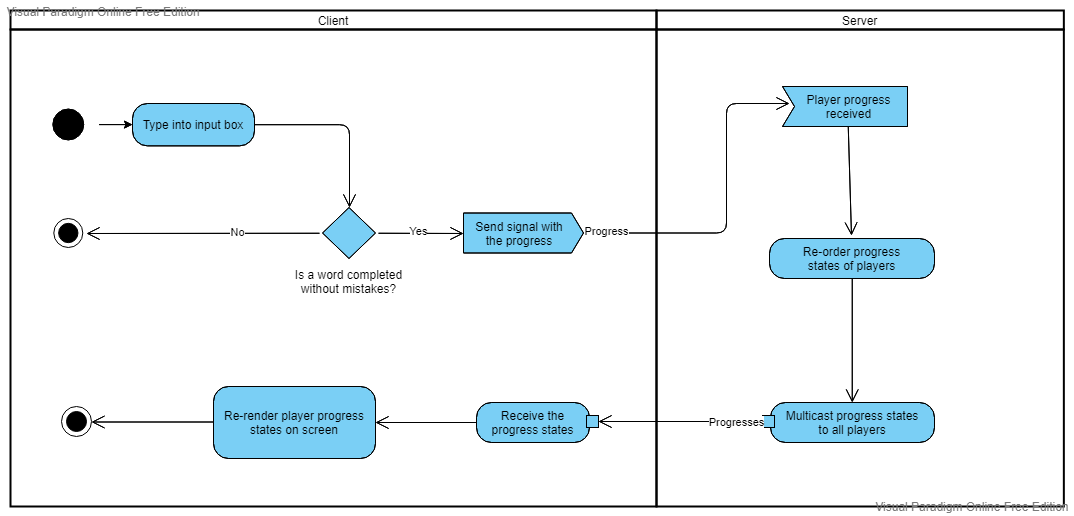 Visual Paradigm Online Free Edition
Client
Server
Type into input box
Player progress
received
No
Yes
Send signal with
the progress
Progress
Is a word completed
without mistakes?
Re-order progress
states of players
Re-render player progress
states on screen
Receive the
progress states
Progresses
Multicast progress states
to all players
Visual Paradigm Online Free Edition